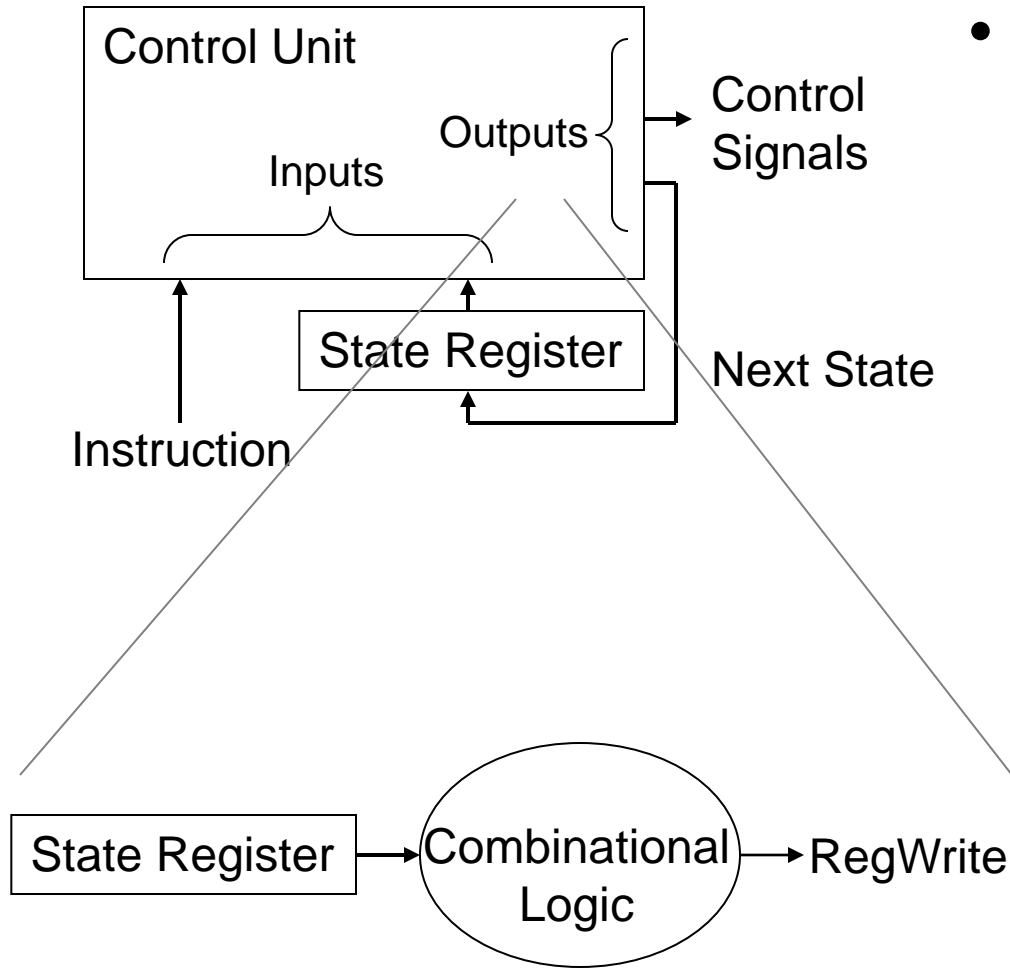 Control Unit
•
Control
Signals
Outputs
Inputs
State Register
Next State
Instruction
State Register
Combinational
Logic
RegWrite